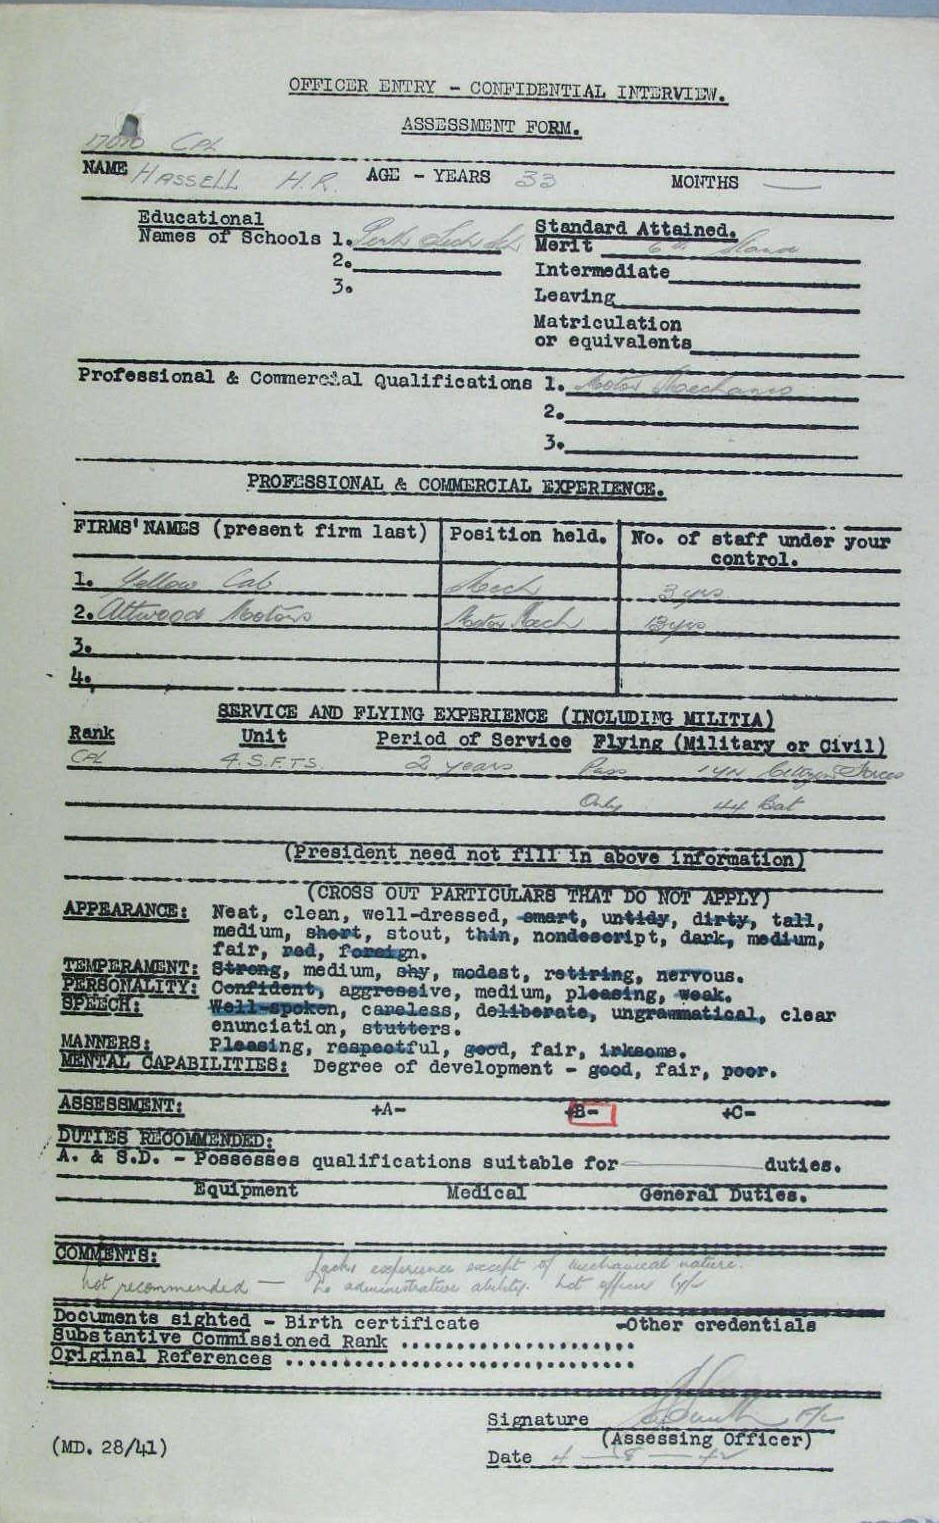 OFFICER ENTRY - CONFIDENTIAL INTERVIEW.
ASSESSMENT FORM.
17010 CPL
NAME HASSELL H.R. AGE - YEARS 33 MONTHS —
Educational Standard Attained.
Names of Schools 1. Perth Tech Merit 6th Stand
2. Intermediate
3. Leaving
Matriculation
or equivalents
Professional & Commercial Qualifications 1. Motor Mechanic
2.
3.
PROFESSIONAL & COMMERCIAL EXPERIENCE.
FIRMS' NAMES (present firm last) Position held. No. of staff under your
control.
1. Yellow Cab Mech 3 yrs
2. Attwood Motors Motor Mech 13 yrs
3.
4.
SERVICE AND FLYING EXPERIENCE (INCLUDING MILITIA)
Rank Unit Period of Service Flying (Military or Civil)
CPL 4. S.F.T.S. 2 years Pass 1 yr Citizen Forces
Only 44 Bat
(President need not fill in above information)
(CROSS OUT PARTICULARS THAT DO NOT APPLY)
APPEARANCE: Neat, clean, well-dressed, smart, untidy, dirty, tall,
medium, short, stout, thin, nondescript, dark, medium,
fair, red, foreign.
TEMPERAMENT: Strong, medium, shy, modest, retiring, nervous.
PERSONALITY: Confident, aggressive, medium, pleasing, weak.
SPEECH: Well-spoken, careless, deliberate, ungrammatical, clear
enunciation, stutters.
MANNERS: Pleasing, respectful, good, fair, irksome.
MENTAL CAPABILITIES: Degree of development - good, fair, poor.
ASSESSMENT: +A- +B- +C-
DUTIES RECOMMENDED:
A. & S.D. - Possesses qualifications suitable for ——— duties.
Equipment Medical General Duties.
COMMENTS: Lacks experience except of mechanical nature.
Not recommended — No administrative ability. Not officer type
Documents sighted - Birth certificate -Other credentials
Substantive Commissioned Rank ......................
Original References ................................
Signature Smith F/L
(Assessing Officer)
(MD. 28/41)
Date 4 - 8 - 42